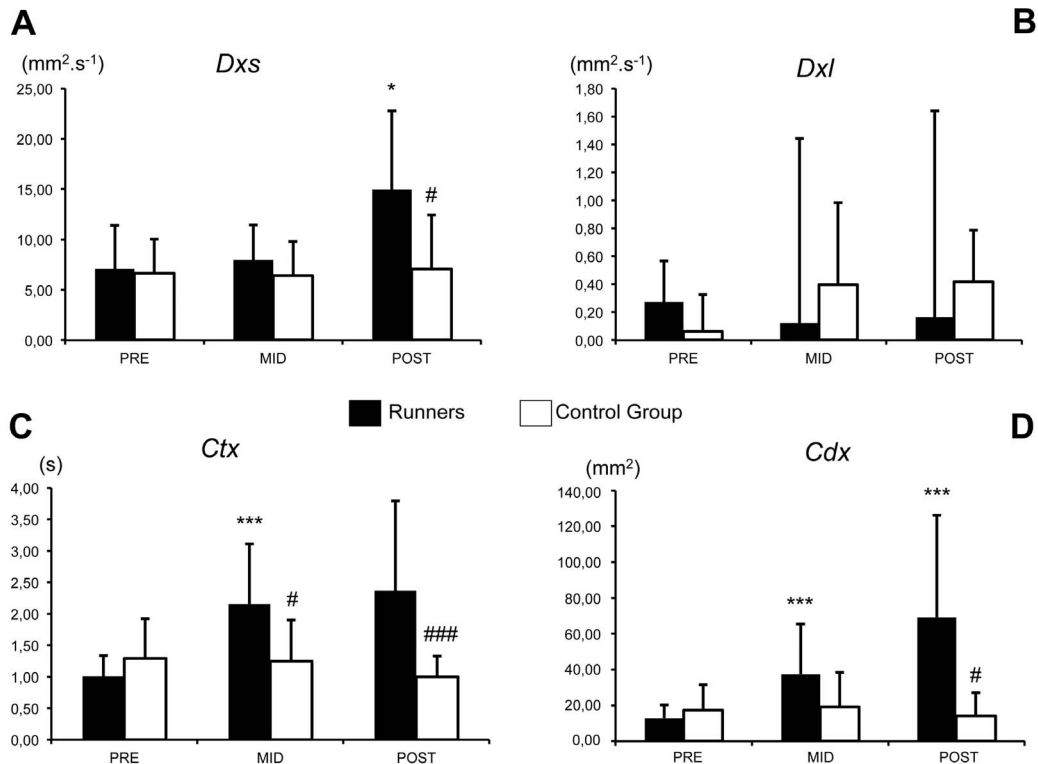 A
(mm².s⁻¹)
Dxs
25,00
20,00
15,00
10,00
5,00
0,00
*
#
PRE MID POST
B
(mm².s⁻¹)
Dxl
1,80
1,60
1,40
1,20
1,00
0,80
0,60
0,40
0,20
0,00
PRE MID POST
Runners
Control Group
C
(s)
Ctx
4,00
3,50
3,00
2,50
2,00
1,50
1,00
0,50
0,00
***
#
###
PRE MID POST
D
(mm²)
Cdx
140,00
120,00
100,00
80,00
60,00
40,00
20,00
0,00
***
***
#
PRE MID POST